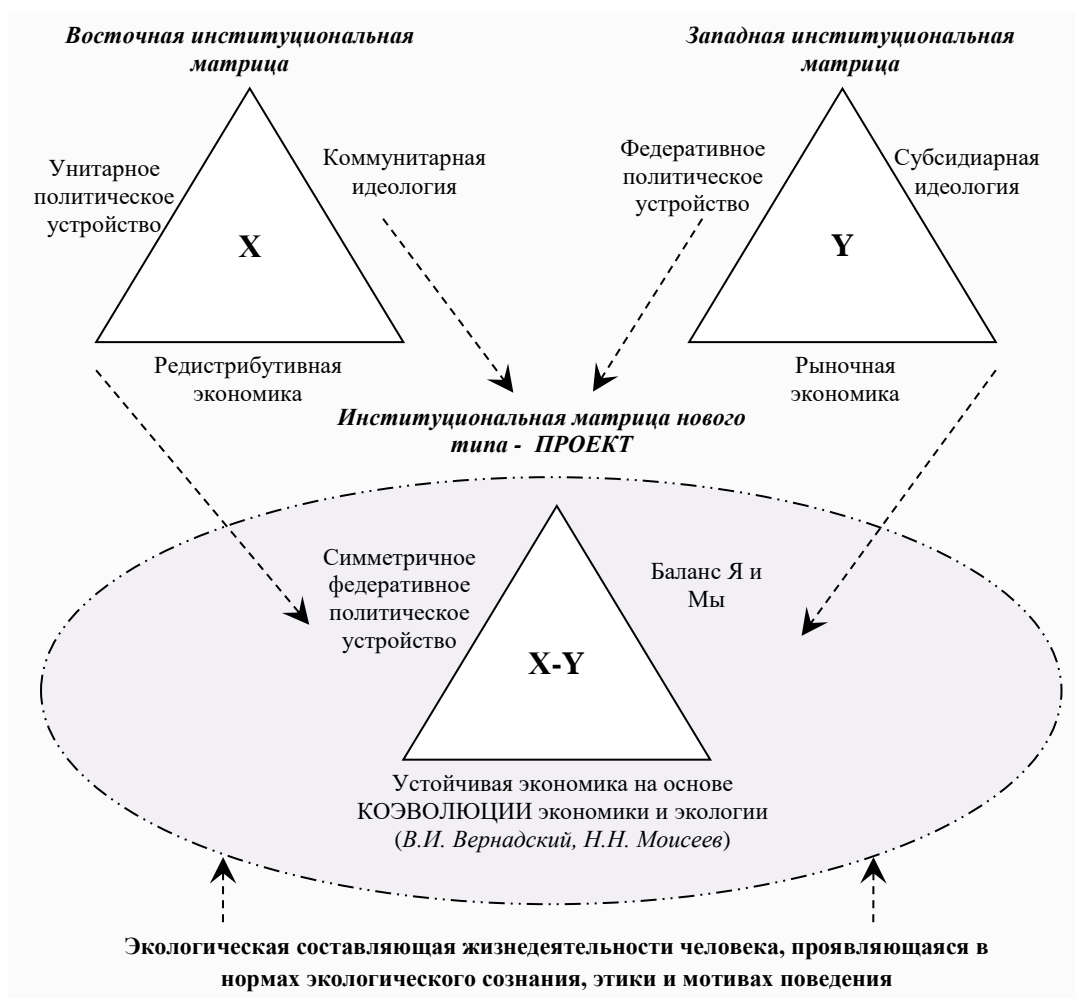 Восточная институциональная
матрица
Западная институциональная
матрица
Унитарное
политическое
устройство
Коммунитарная
идеология
X
Редистрибутивная
экономика
Федеративное
политическое
устройство
Субсидиарная
идеология
Y
Рыночная
экономика
Институциональная матрица нового
типа - ПРОЕКТ
Симметричное
федеративное
политическое
устройство
Баланс Я и
Мы
X-Y
Устойчивая экономика на основе
КОЭВОЛЮЦИИ экономики и экологии
(В.И. Вернадский, Н.Н. Моисеев)
Экологическая составляющая жизнедеятельности человека, проявляющаяся в
нормах экологического сознания, этики и мотивах поведения